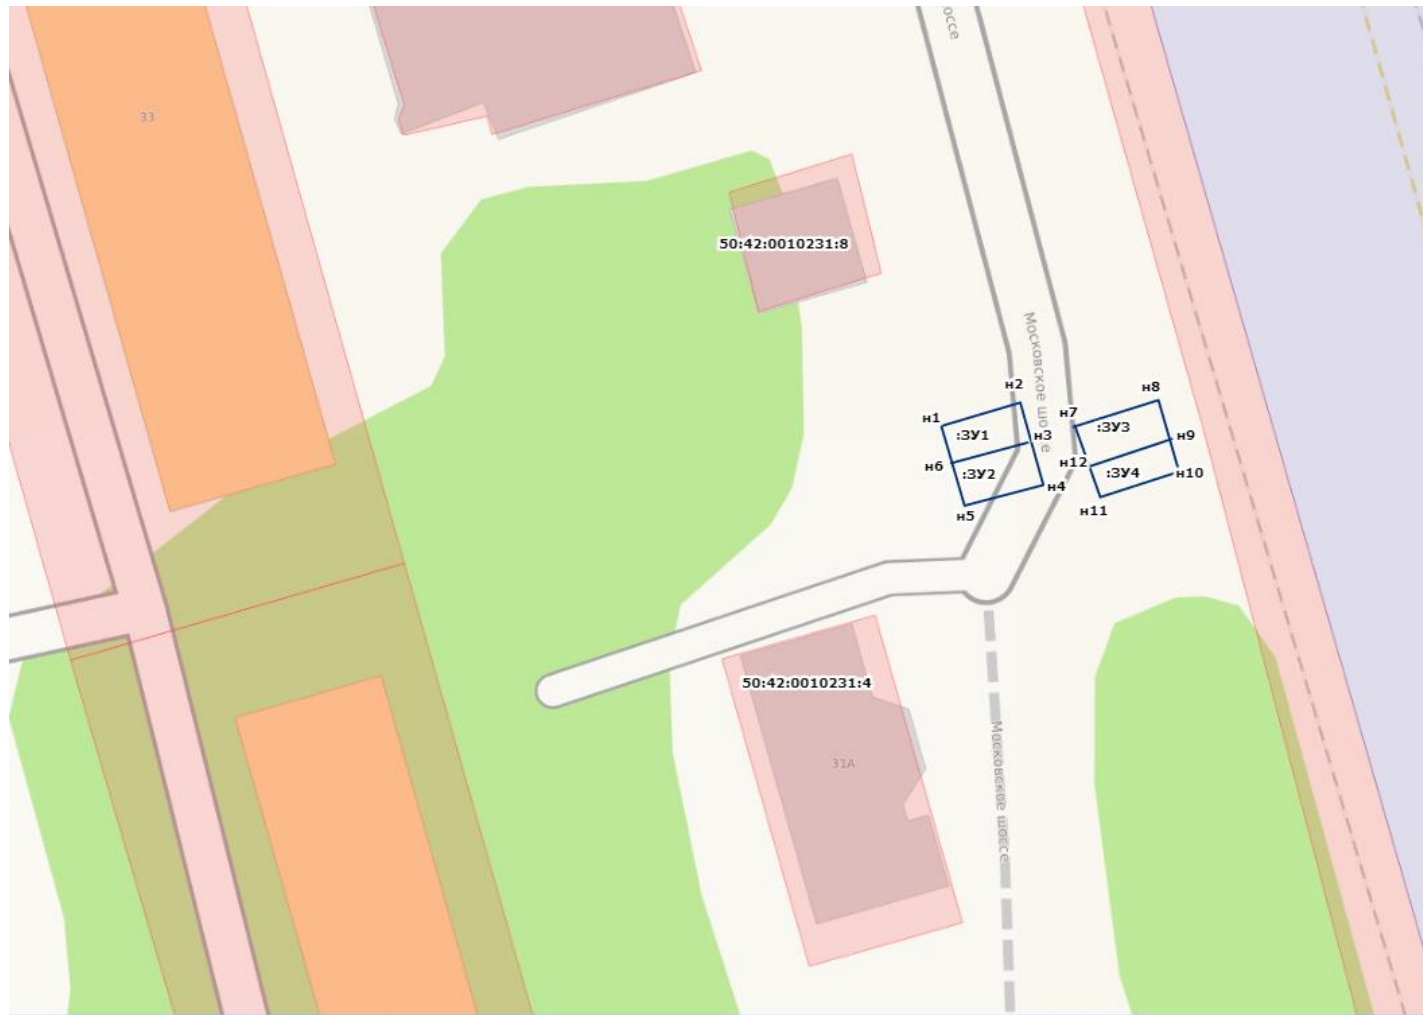 оссе
33
50:42:0010231:8
Московское шоссе
н2
н8
н1
н7
:ЗУ1
:ЗУ3
н3
н9
н6
н12
:ЗУ2
:ЗУ4
н10
н4
н5
н11
50:42:0010231:4
31А
Московское шоссе